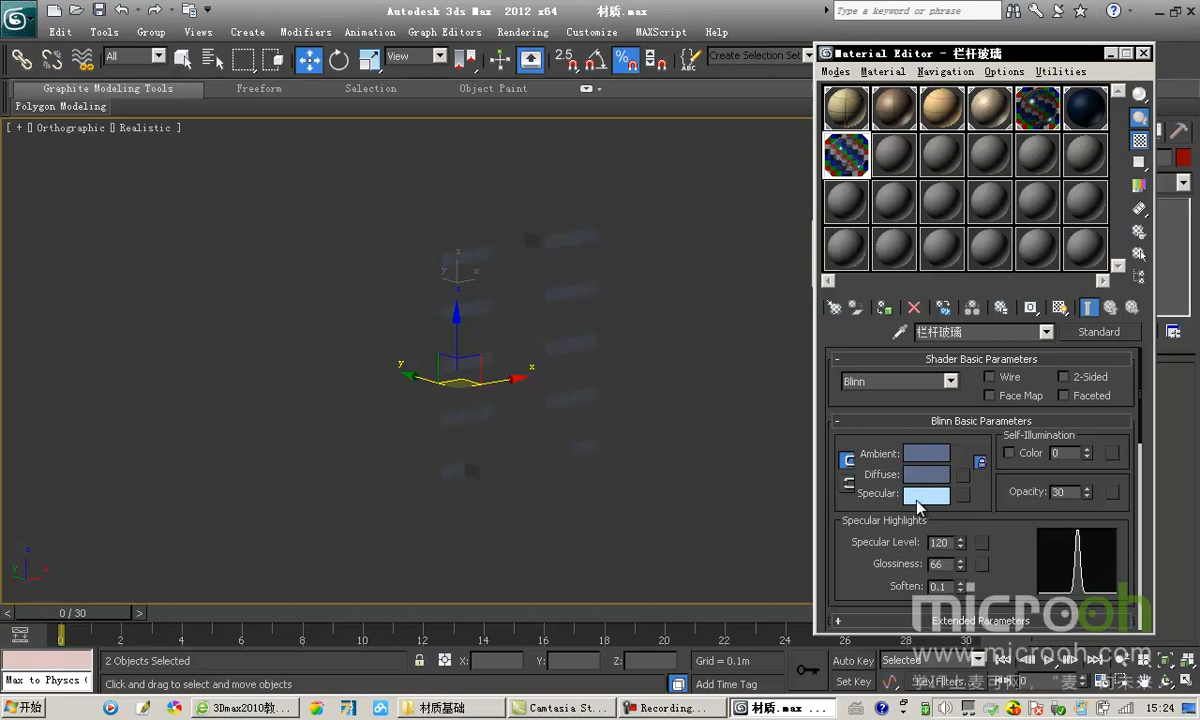 Autodesk 3ds Max 2012 x64 材质.max
Type a keyword or phrase
Edit Tools Group Views Create Modifiers Animation Graph Editors Rendering Customize MAXScript Help
All View 2.5 Create Selection Set
Graphite Modeling Tools Freeform Selection Object Paint
Polygon Modeling
[ + [] Orthographic [] Realistic ]
Material Editor - 栏杆玻璃
Modes Material Navigation Options Utilities
栏杆玻璃 Standard
Shader Basic Parameters
Blinn Wire 2-Sided
Face Map Faceted
Blinn Basic Parameters
Self-Illumination
Ambient: Color 0
Diffuse:
Specular: Opacity: 30
Specular Highlights
Specular Level: 120
Glossiness: 66
Soften: 0.1
Extended Parameters
microoh
www.microoh.com
z
y x
z
y x
0 / 30
0 2 4 6 8 10 12 14 16 18 20 22 24 26 28 30
2 Objects Selected X: Y: Z: Grid = 0.1m Auto Key Selected
Max to Physcs Click and drag to select and move objects Add Time Tag Set Key Key Filters... 0
开始 3Dmax2010教... 材质基础 Camtasia St... Recording... 材质.max ... 15:24